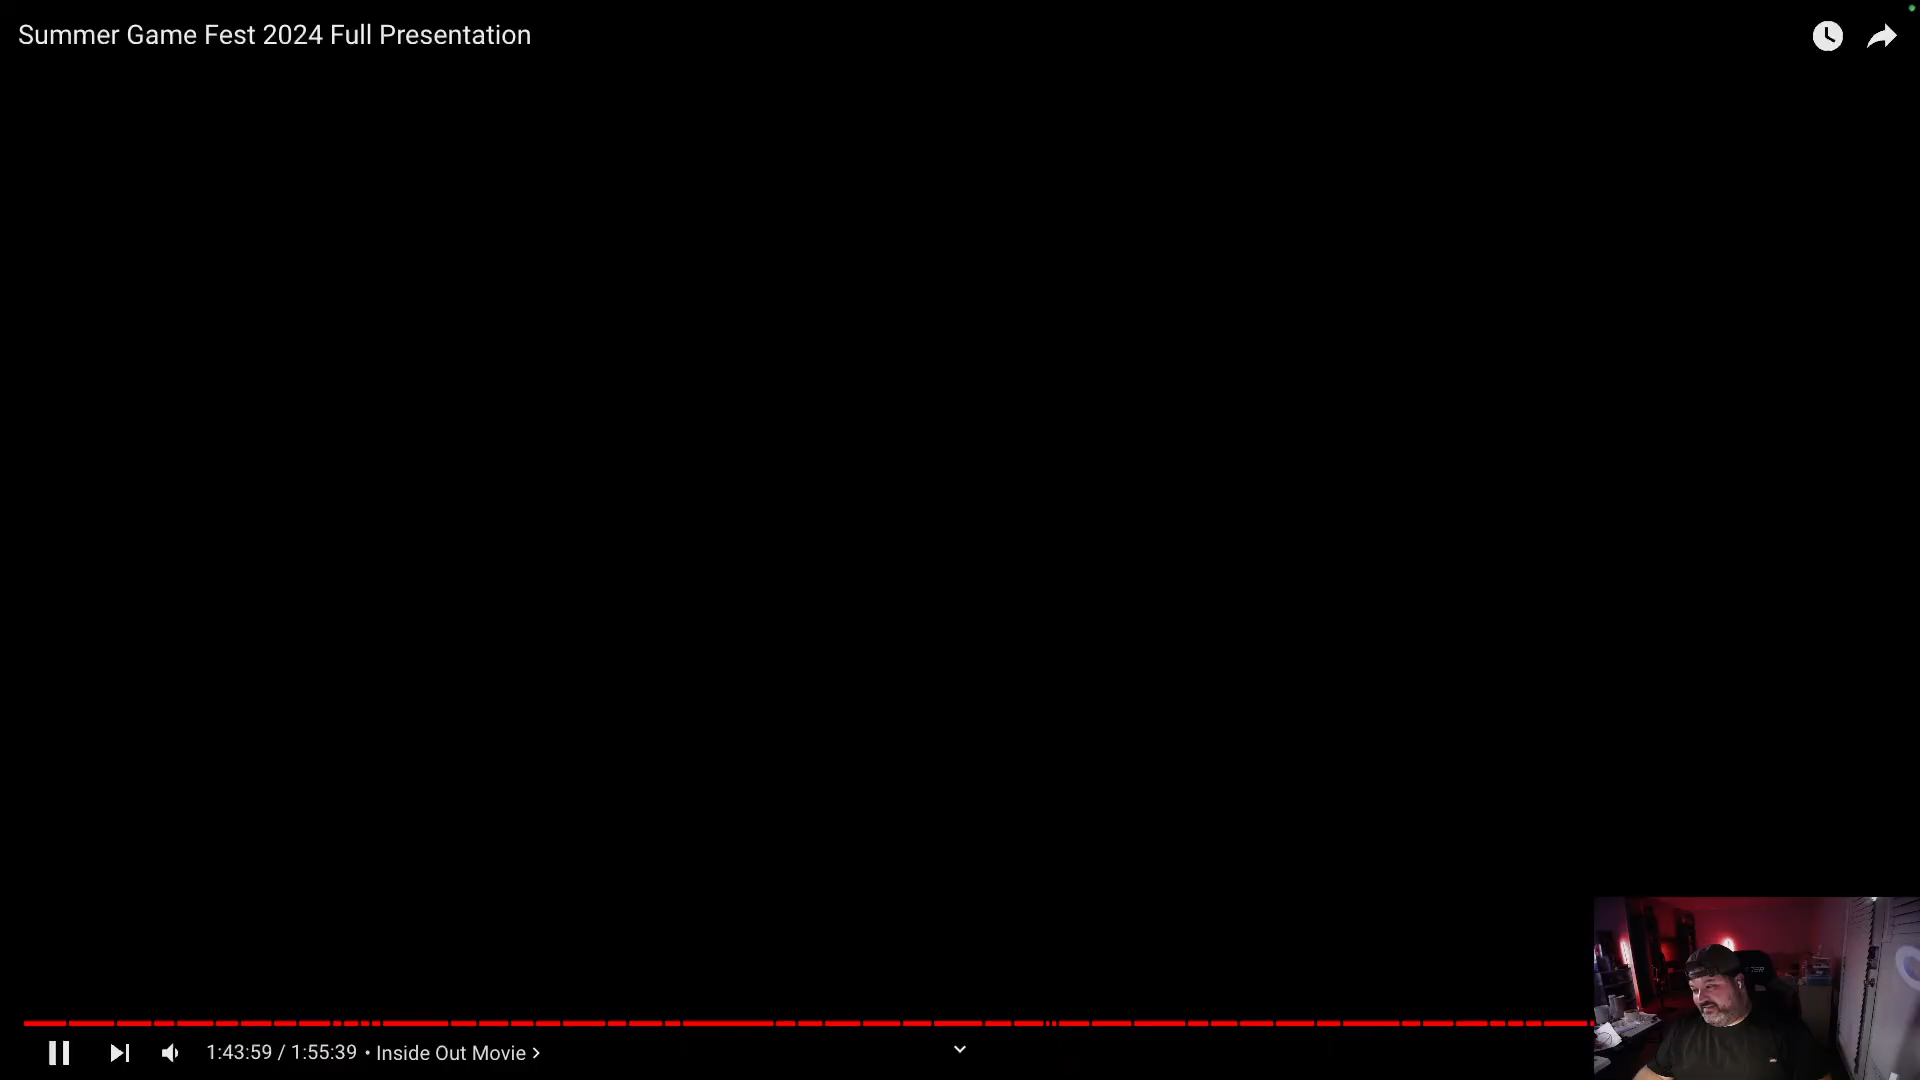 Summer Game Fest 2024 Full Presentation
1:43:59 / 1:55:39 • Inside Out Movie